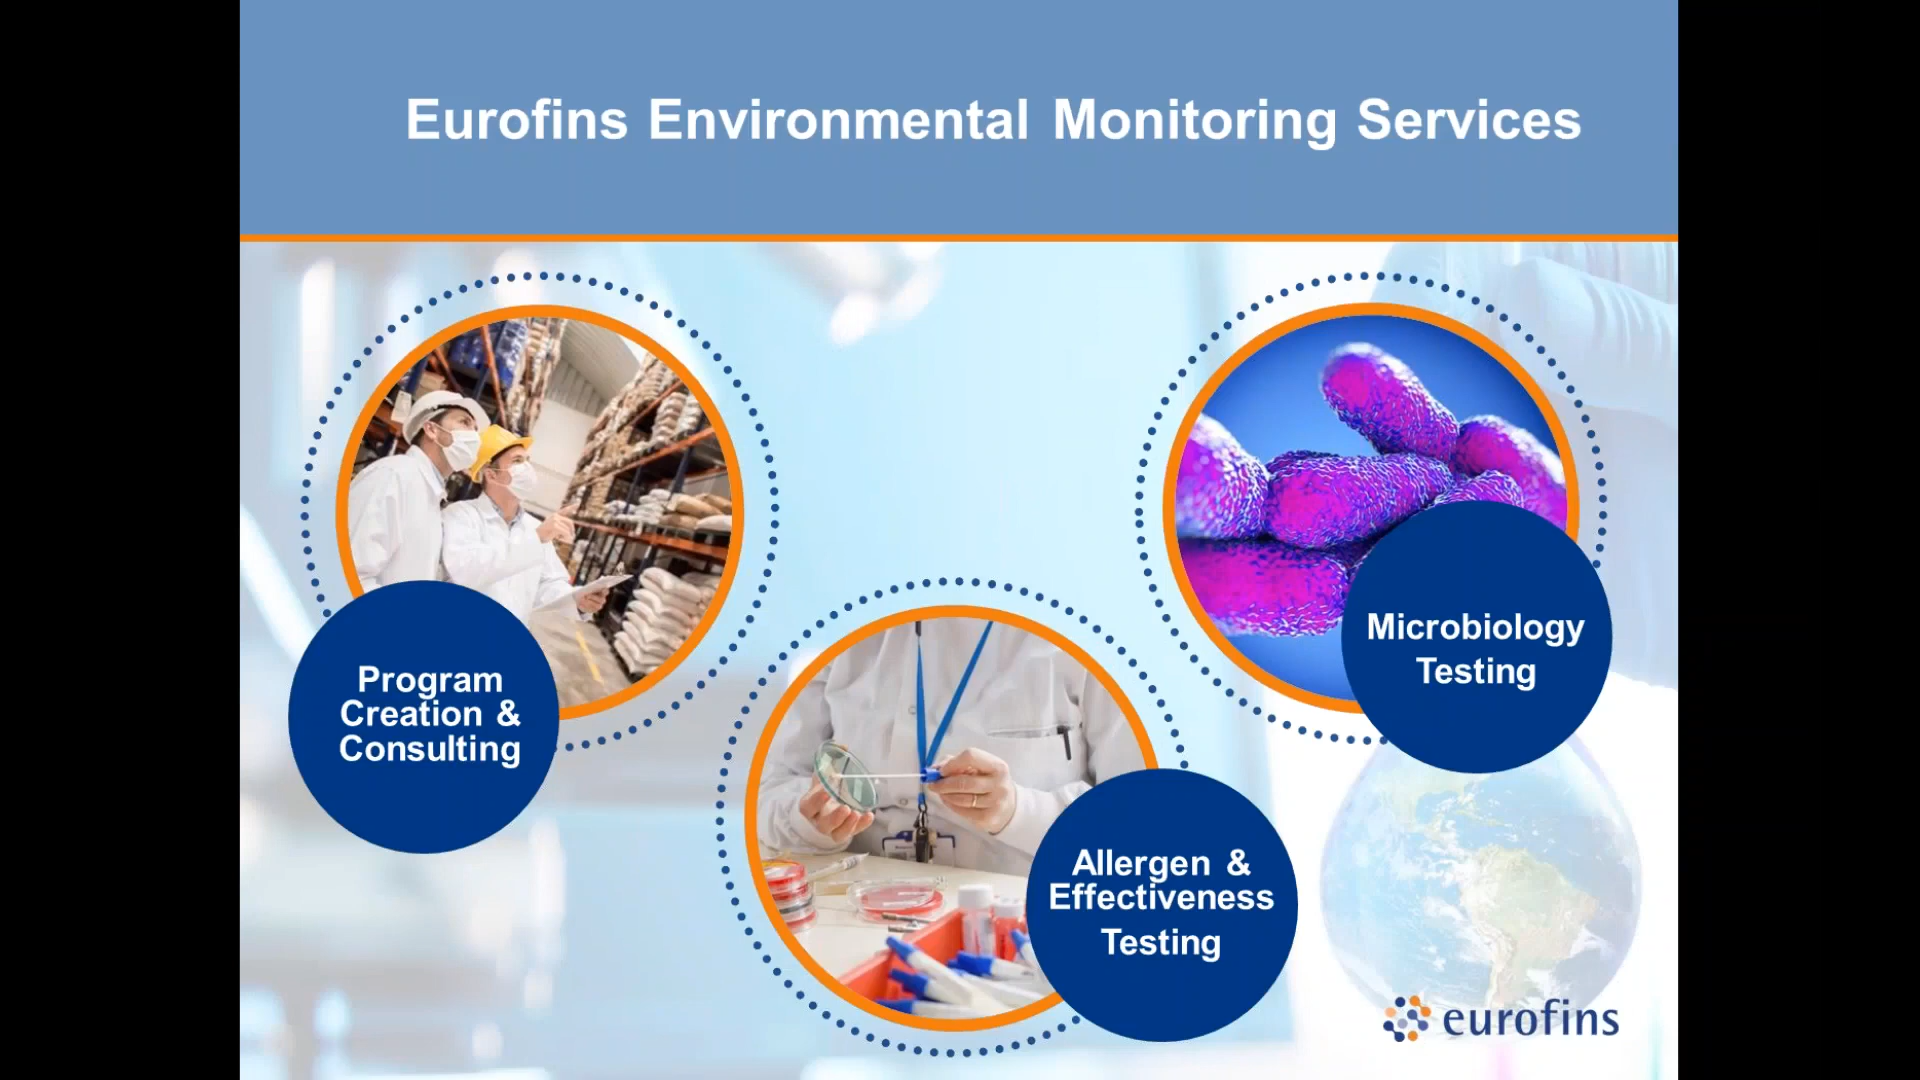 Eurofins Environmental Monitoring Services
Program
Creation &
Consulting
Allergen &
Effectiveness
Testing
Microbiology
Testing
eurofins